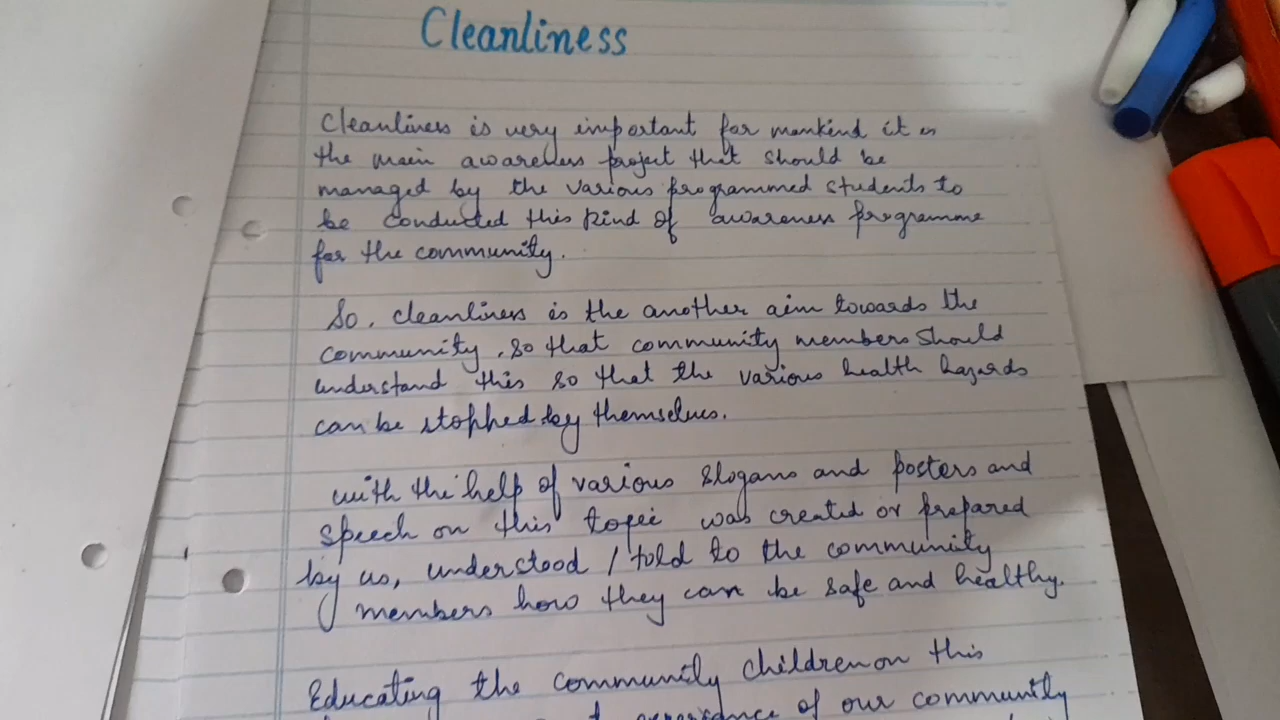 Cleanliness
Cleanliness is very important for mankind it is
the main awareness project that should be
managed by the various programmed students to
be conducted this kind of awareness programme
for the community.
So, cleanliness is the another aim towards the
community, so that community members should
understand this so that the various health hazards
can be stopped by themselves.
with the help of various slogans and posters and
speech on this topic was created or prepared
by us, understood / told to the community
members how they can be safe and healthy.
Educating the community children on this
experience of our community